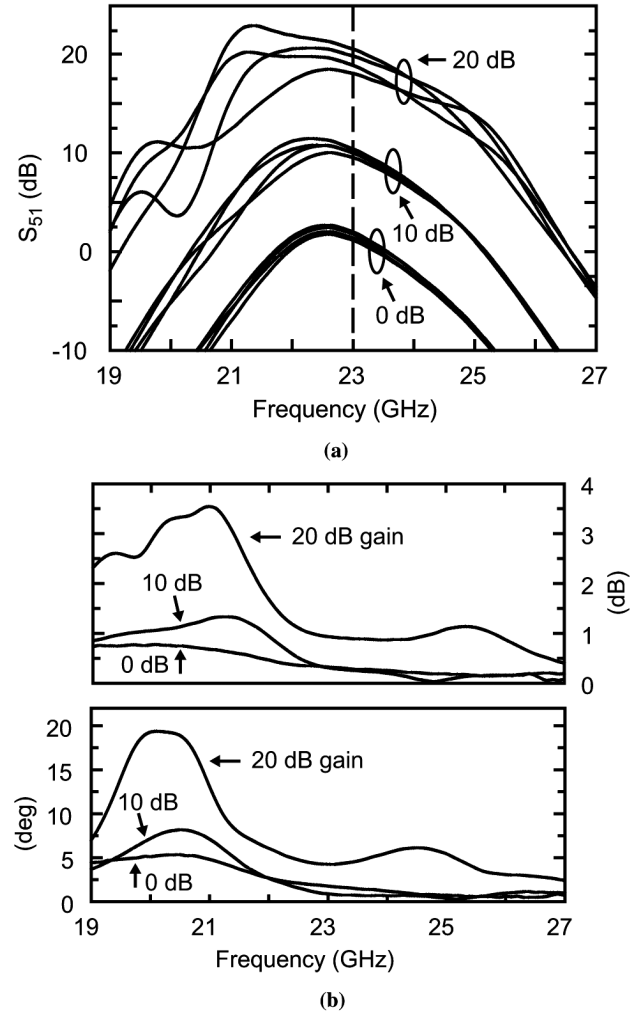 20
10
0
-10
S51 (dB)
20 dB
10 dB
0 dB
19 21 23 25 27
Frequency (GHz)
(a)
4
3
2
1
0
(dB)
20 dB gain
10 dB
0 dB
20
15
10
5
0
(deg)
20 dB gain
10 dB
0 dB
19 21 23 25 27
Frequency (GHz)
(b)